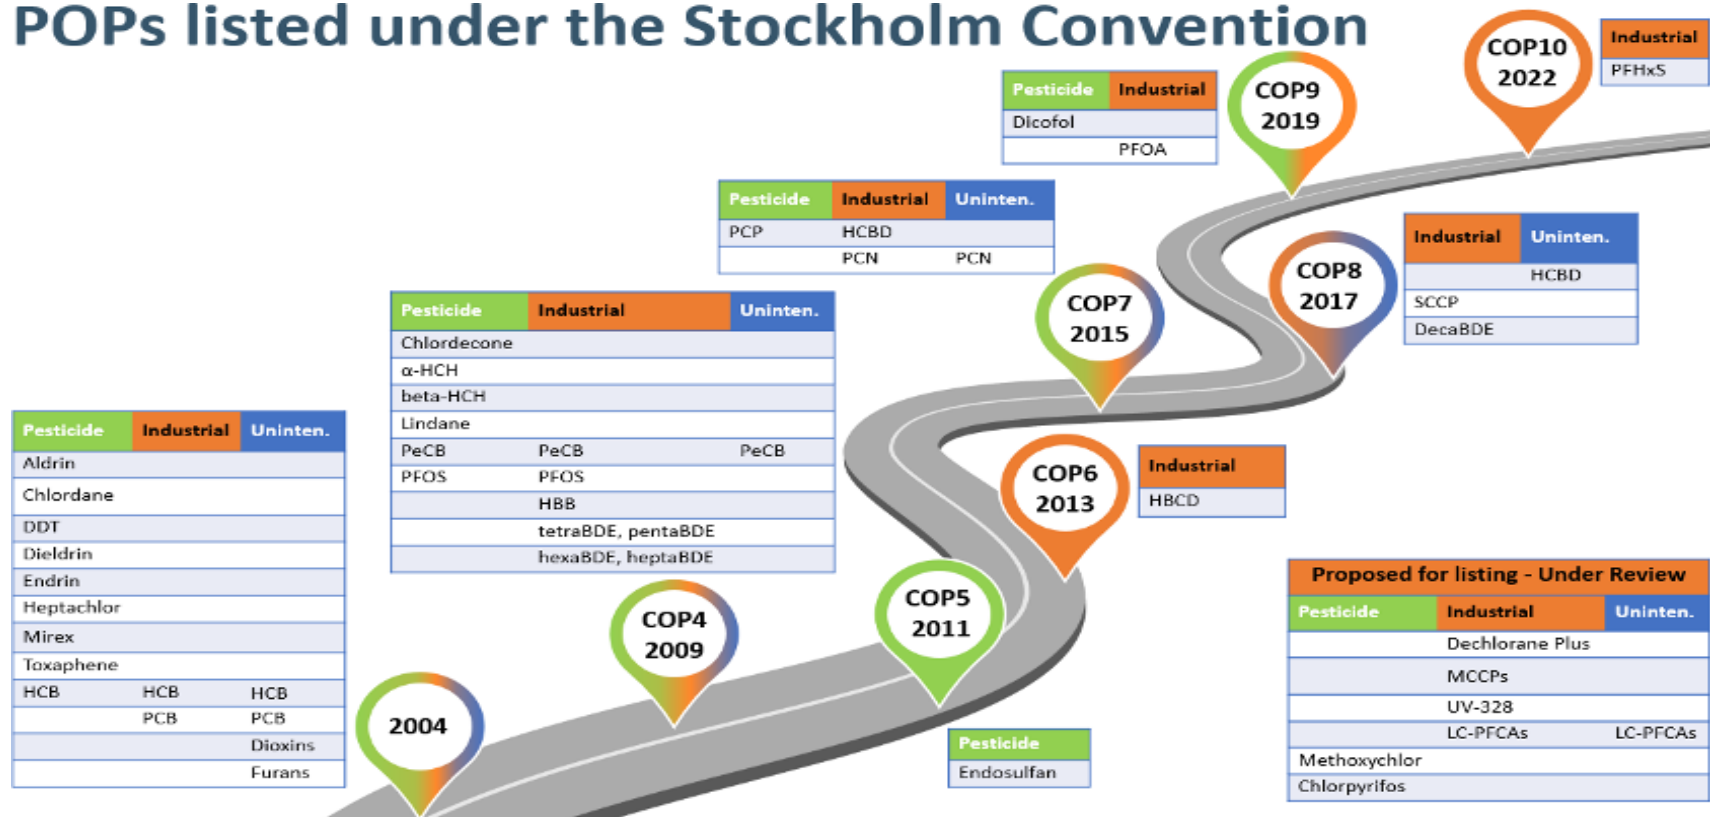 POPs listed under the Stockholm Convention
COP10
2022
Industrial
PFHxS
COP9
2019
Pesticide Industrial
Dicofol
PFOA
COP8
2017
Industrial Uninten.
HCBD
SCCP
DecaBDE
COP7
2015
Pesticide Industrial Uninten.
PCP HCBD
PCN PCN
COP6
2013
Industrial
HBCD
COP5
2011
Pesticide
Endosulfan
COP4
2009
Pesticide Industrial Uninten.
Chlordecone
α-HCH
beta-HCH
Lindane
PeCB PeCB PeCB
PFOS PFOS
HBB
tetraBDE, pentaBDE
hexaBDE, heptaBDE
2004
Pesticide Industrial Uninten.
Aldrin
Chlordane
DDT
Dieldrin
Endrin
Heptachlor
Mirex
Toxaphene
HCB HCB HCB
PCB PCB
Dioxins
Furans
Proposed for listing - Under Review
Pesticide Industrial Uninten.
Dechlorane Plus
MCCPs
UV-328
LC-PFCAs LC-PFCAs
Methoxychlor
Chlorpyrifos